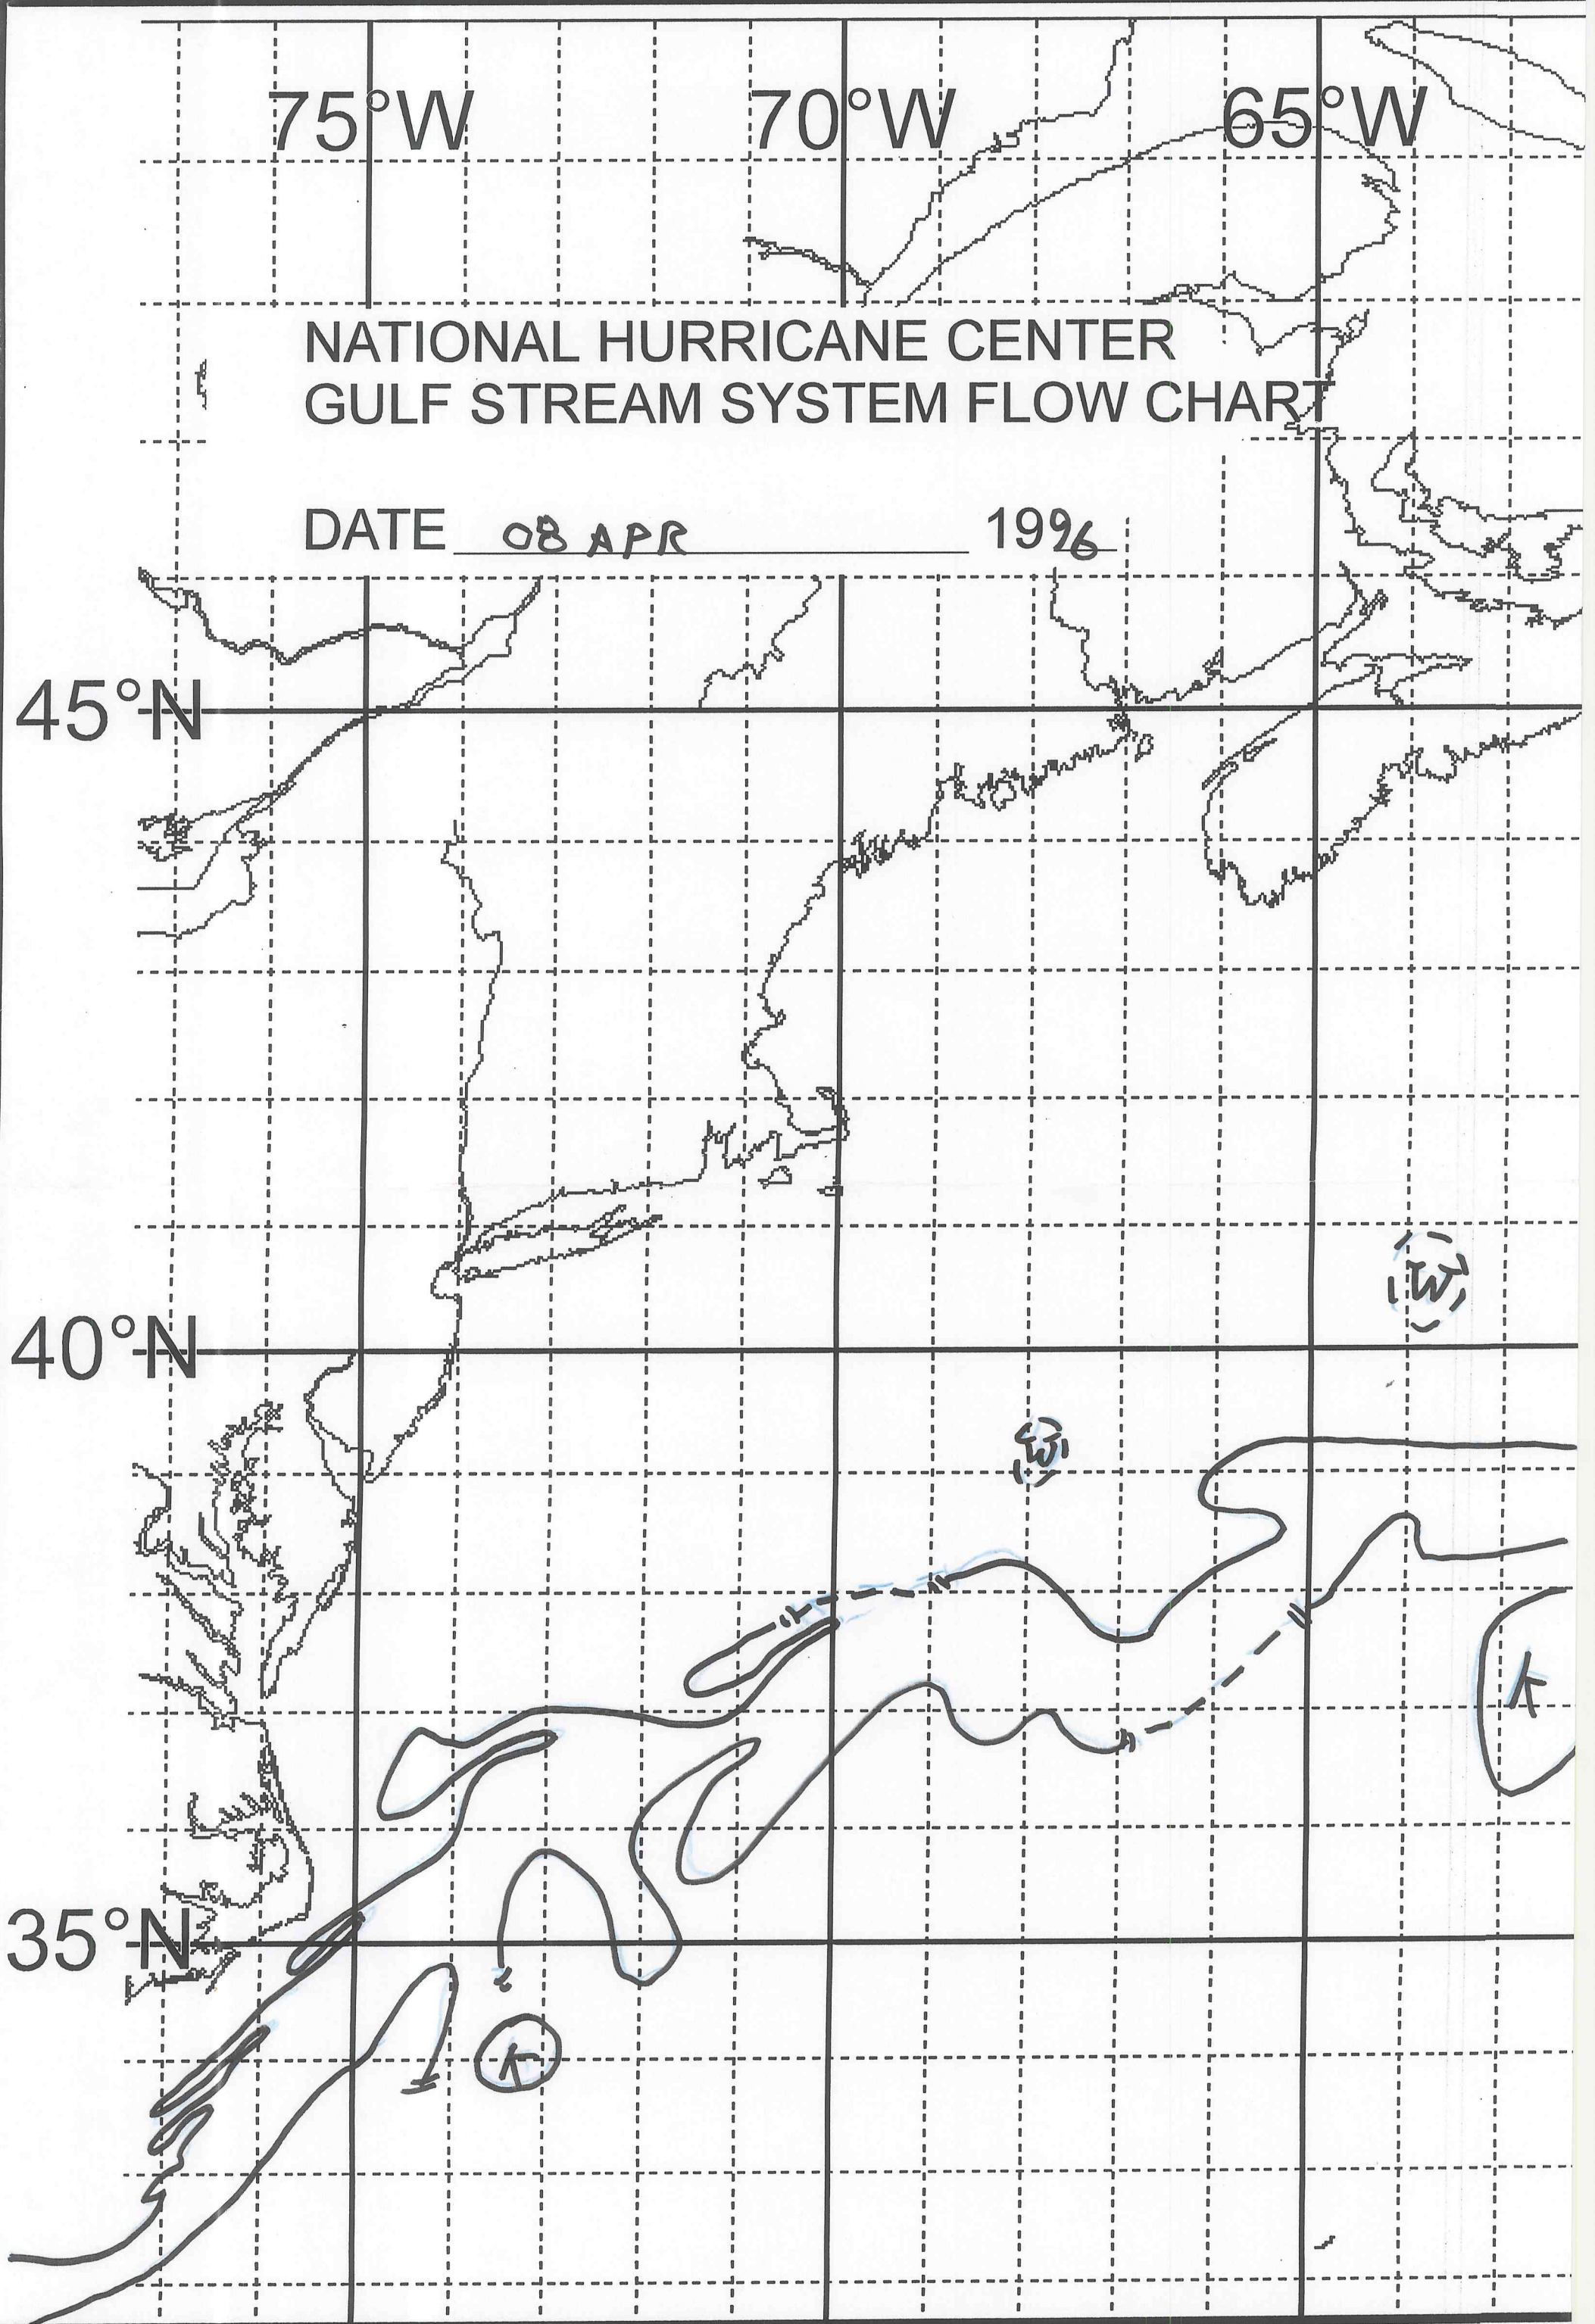 75°W 70°W 65°W
NATIONAL HURRICANE CENTER
GULF STREAM SYSTEM FLOW CHART
DATE 08 APR 1996
45°N
W
40°N
W
K
35°N
K